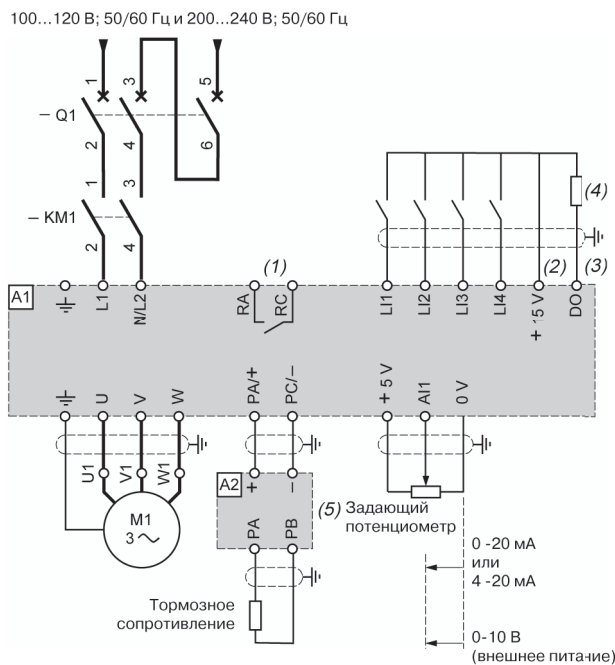 100...120 В; 50/60 Гц и 200...240 В; 50/60 Гц
1 3 5
– Q1
2 4 6
1 3
– KM1
2 4
(4)
(1) (2) (3)
A1
L1 N/L2 RA RC LI1 LI2 LI3 LI4 + 15 V DO
U V W PA/+ PC/– + 5 V AI1 0 V
U1 V1 W1
A2 + –
M1
3
PA PB
(5)
Задающий
потенциометр
0 -20 мА
или
4 -20 мА
Тормозное
сопротивление
0-10 В
(внешнее питание)